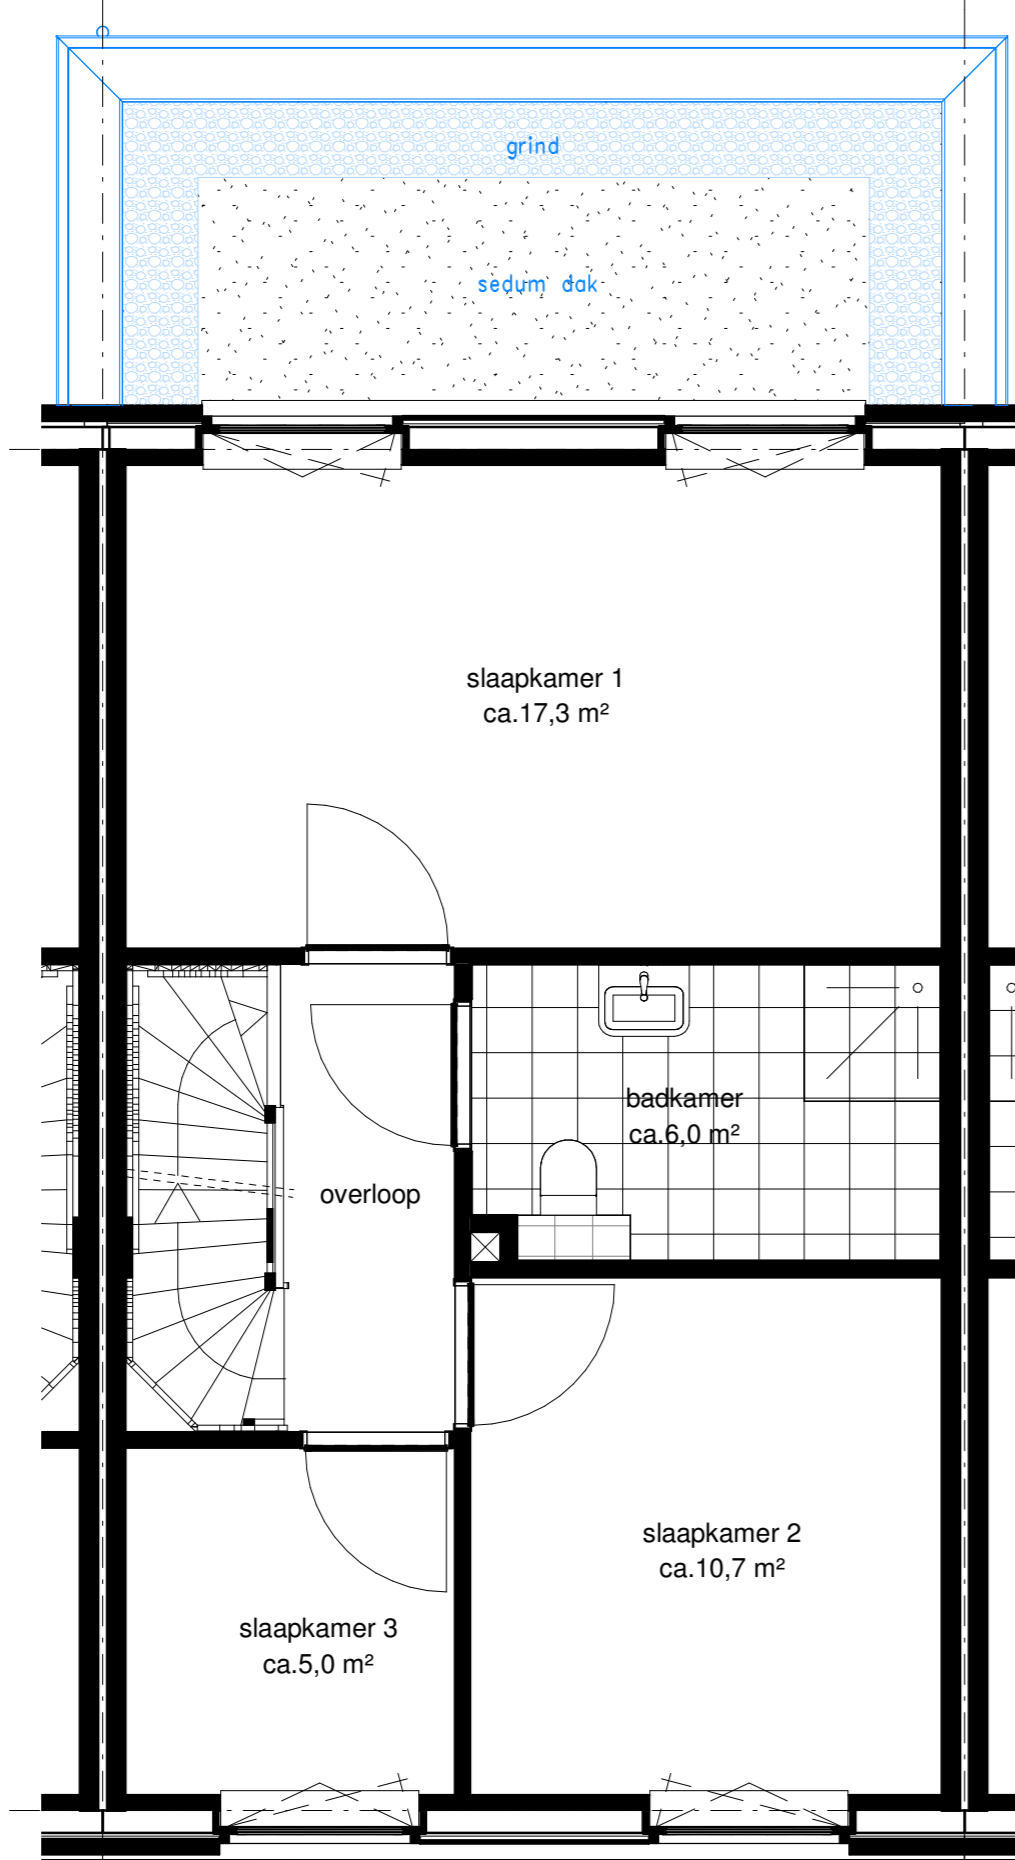 grind
sedum dak
slaapkamer 1
ca.17,3 m²
badkamer
ca.6,0 m²
overloop
slaapkamer 2
ca.10,7 m²
slaapkamer 3
ca.5,0 m²